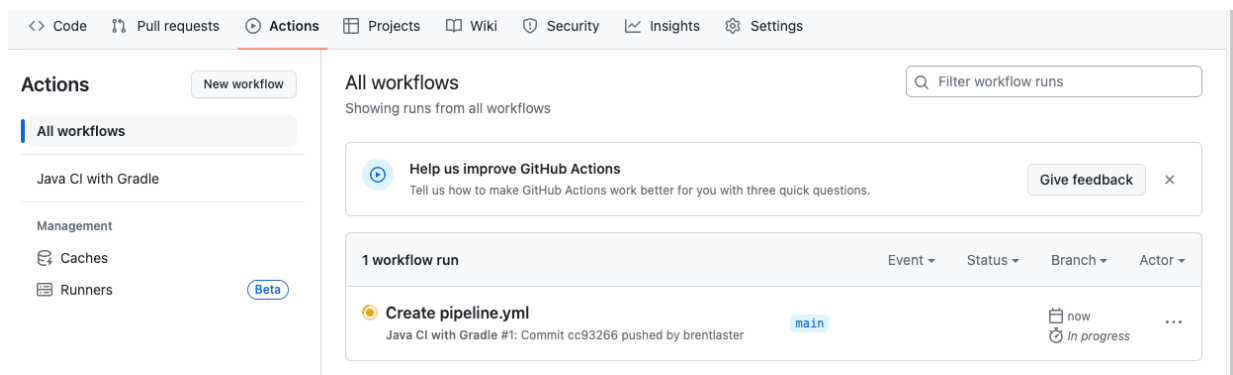 <> Code Pull requests Actions Projects Wiki Security Insights Settings
Actions New workflow
All workflows
Java CI with Gradle
Management
Caches
Runners Beta
All workflows
Showing runs from all workflows
Filter workflow runs
Help us improve GitHub Actions
Tell us how to make GitHub Actions work better for you with three quick questions.
Give feedback ×
1 workflow run Event Status Branch Actor
Create pipeline.yml
Java CI with Gradle #1: Commit cc93266 pushed by brentlaster
main
now
In progress
...